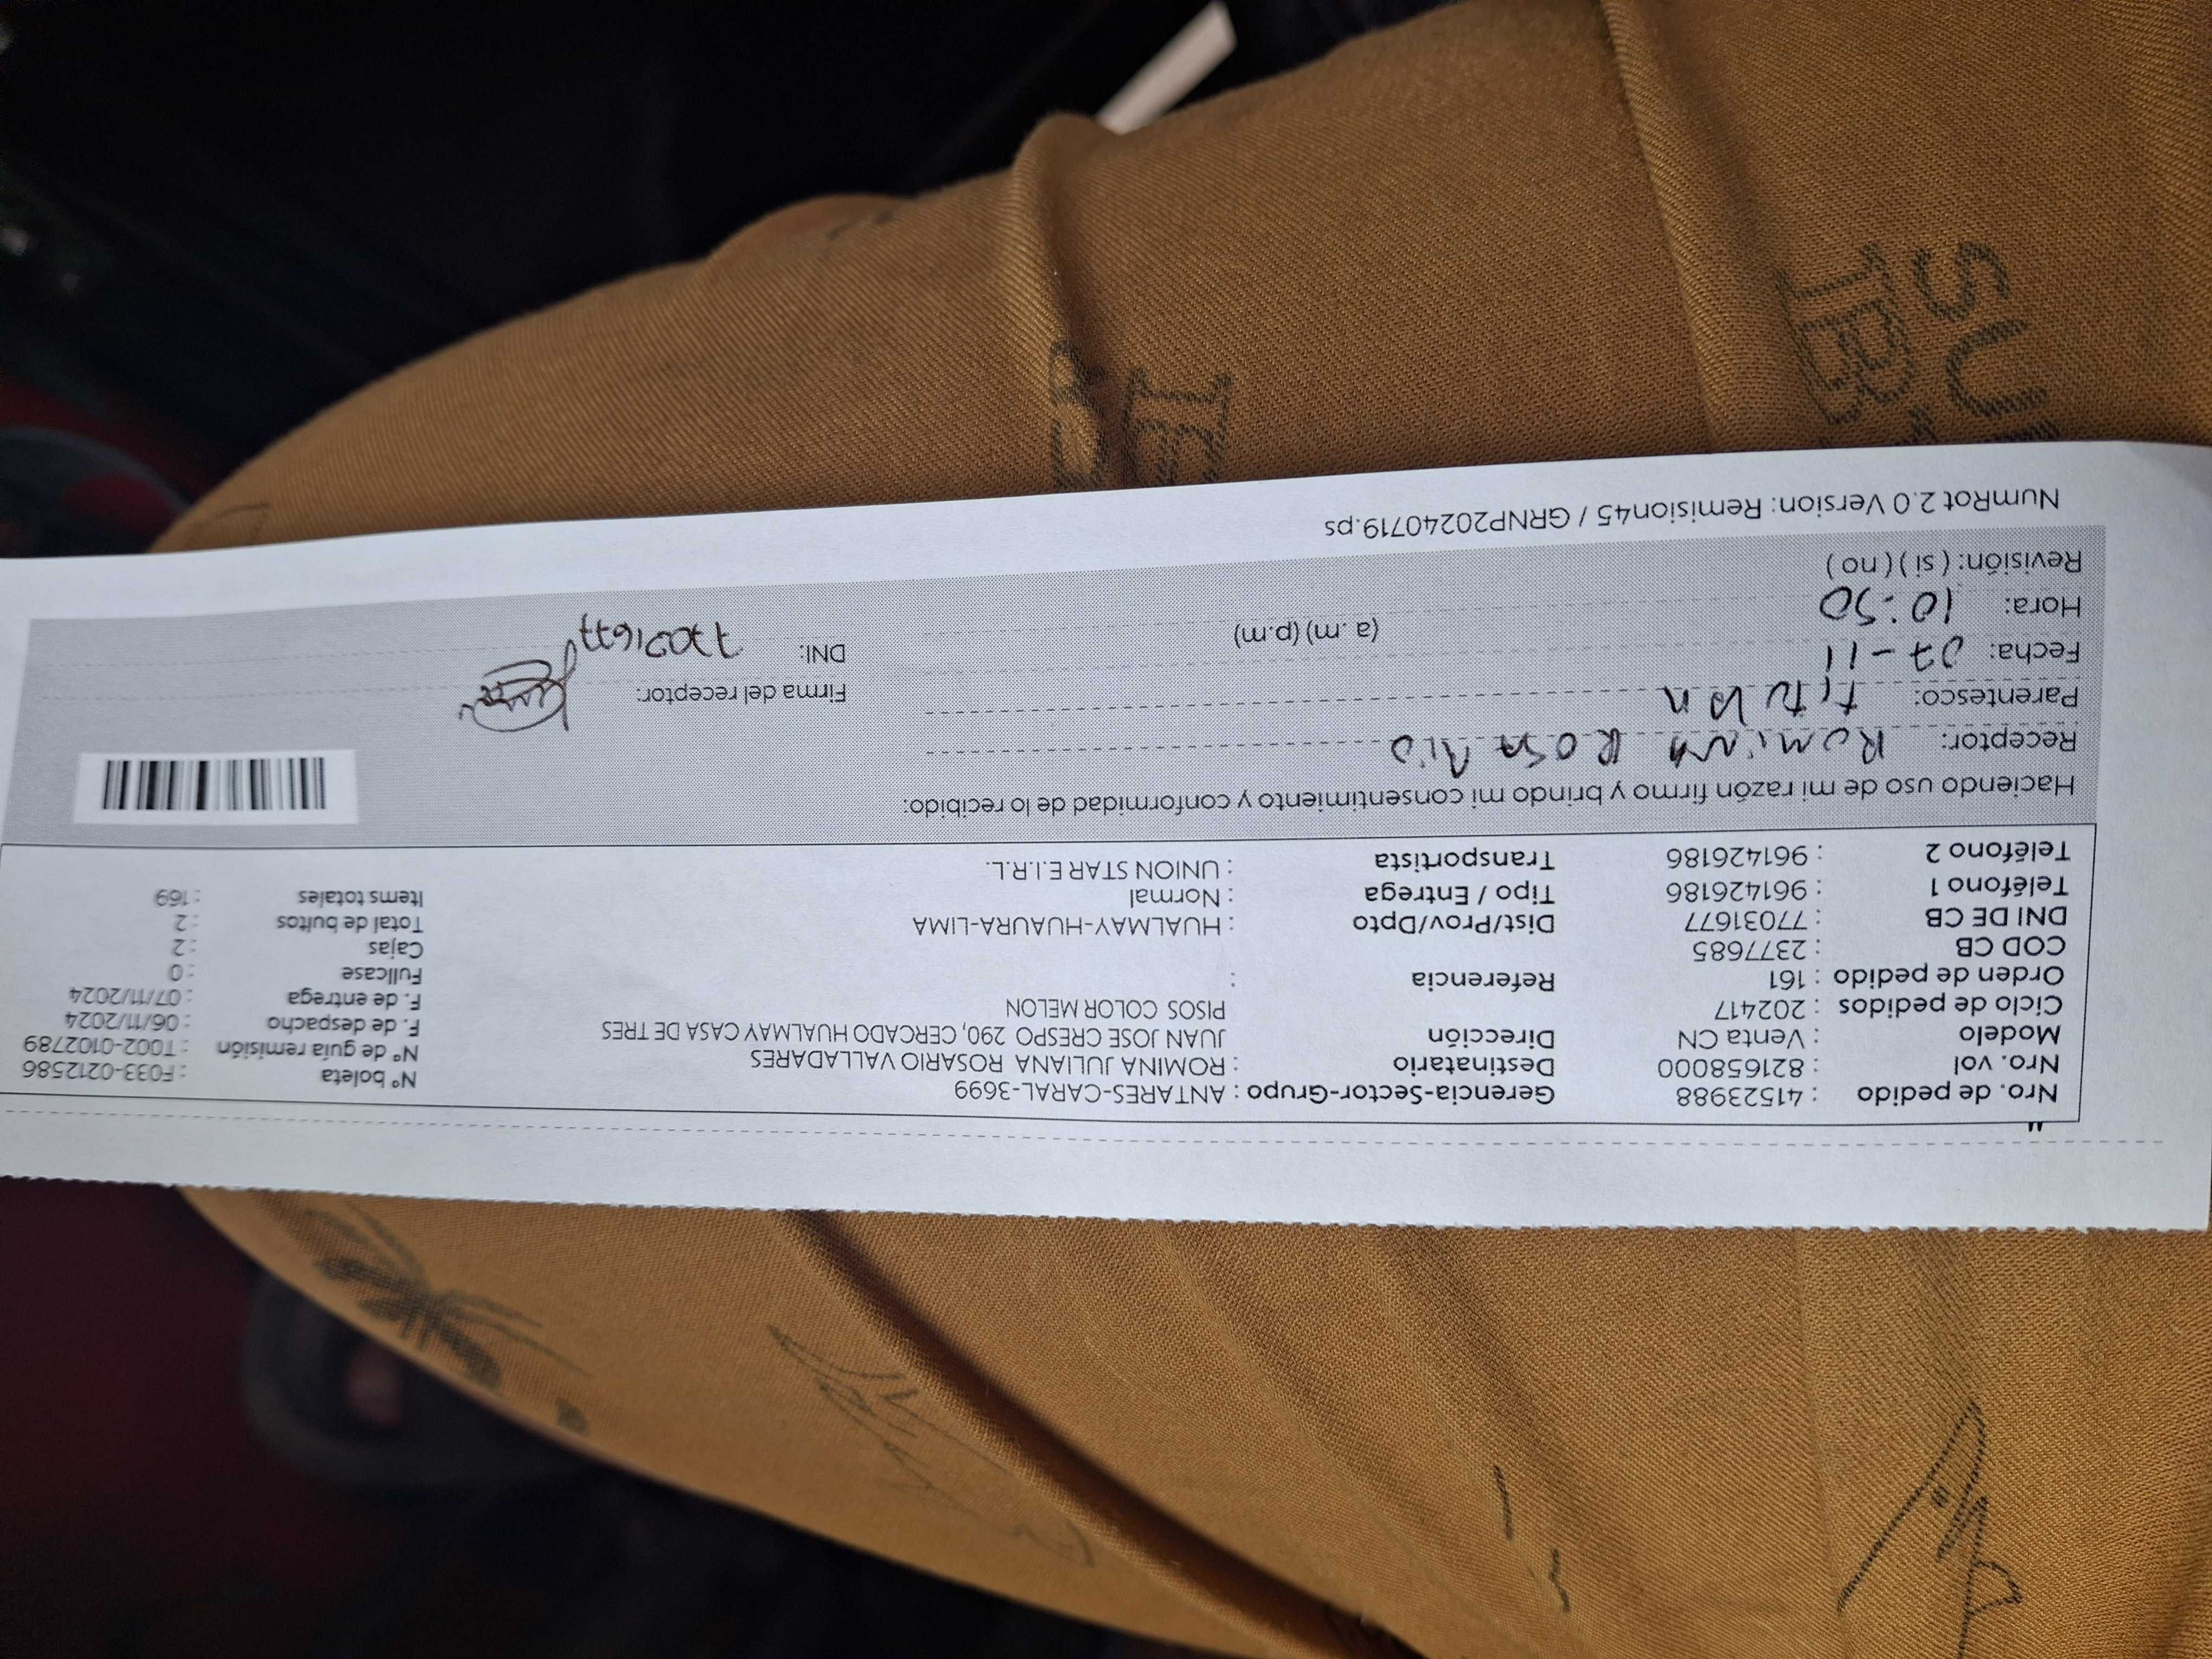 Nro. de pedido : 41523988 Gerencia-Sector-Grupo : ANTARES-CARAL-3699 N° boleta : F033-0212586
Nro. vol : 821658000 Destinatario : ROMINA JULIANA ROSARIO VALLADARES N° de guía remisión : T002-0102789
Modelo : Venta CN Dirección JUAN JOSE CRESPO 290, CERCADO HUALMAY CASA DE TRES F. de despacho : 06/11/2024
Ciclo de pedidos : 202417 PISOS COLOR MELON F. de entrega : 07/11/2024
Orden de pedido : 161 Referencia : Fullcase : 0
COD CB : 2377685 Cajas : 2
DNI DE CB : 77031677 Dist/Prov/Dpto : HUALMAY-HUAURA-LIMA Total de bultos : 2
Teléfono 1 : 961426186 Tipo / Entrega : Normal Items totales : 169
Teléfono 2 : 961426186 Transportista : UNION STAR E.I.R.L.
Haciendo uso de mi razón firmo y brindo mi consentimiento y conformidad de lo recibido:
Receptor: ROMINA ROSARIO
Parentesco: Firma del receptor:
Fecha: 07-11 DNI: 77031677
Hora: 10:50 (a.m) (p.m)
Revisión: ( si ) ( no )
NumRot 2.0 Version: Remision45 / GRNP20240719.ps